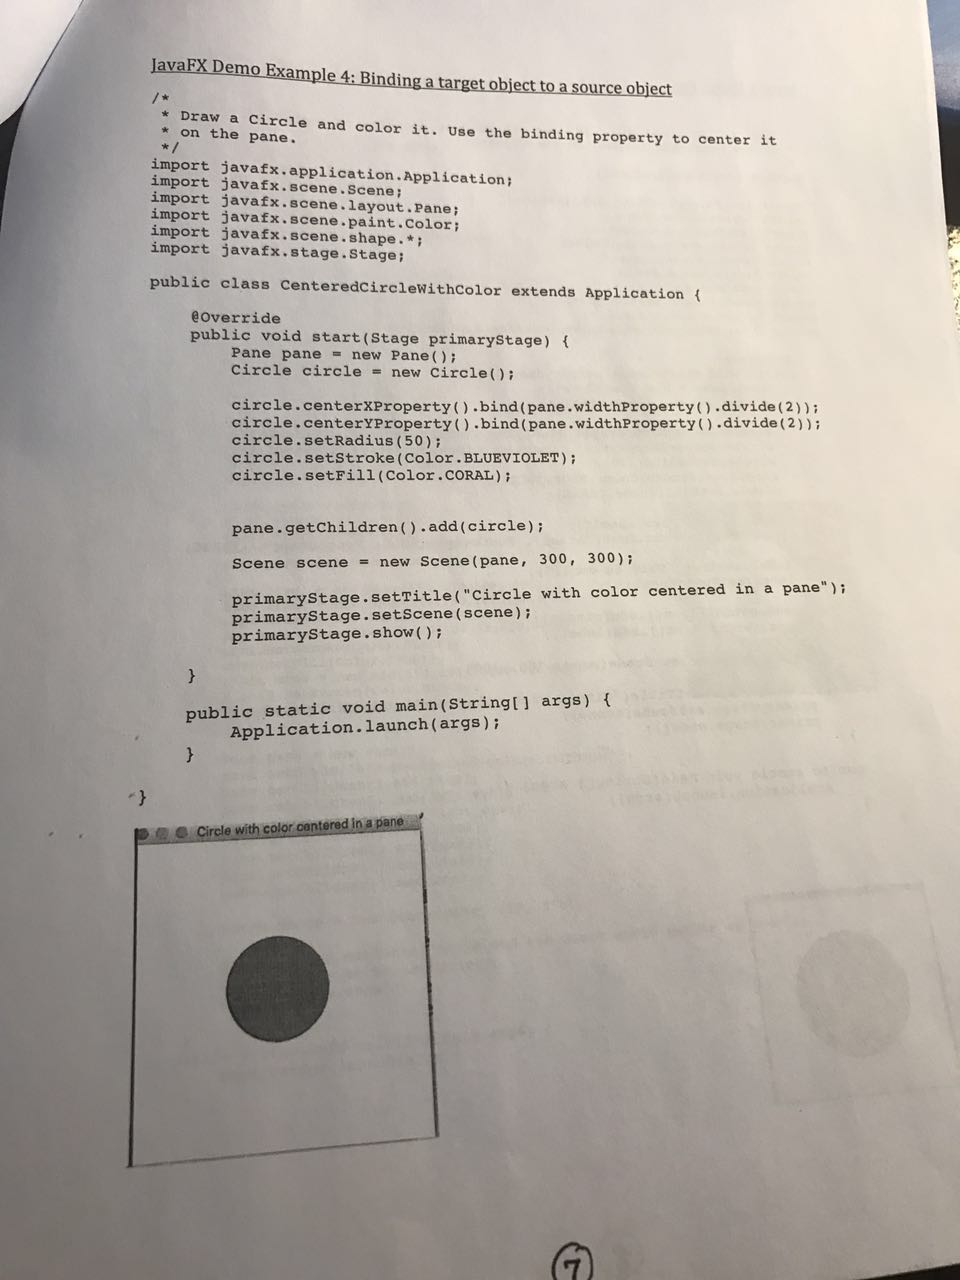 JavaFX Demo Example 4: Binding a target object to a source object
/*
* Draw a Circle and color it. Use the binding property to center it
* on the pane.
*/
import javafx.application.Application;
import javafx.scene.Scene;
import javafx.scene.layout.Pane;
import javafx.scene.paint.Color;
import javafx.scene.shape.*;
import javafx.stage.Stage;
public class CenteredCircleWithColor extends Application {
@Override
public void start(Stage primaryStage) {
Pane pane = new Pane();
Circle circle = new Circle();
circle.centerXProperty().bind(pane.widthProperty().divide(2));
circle.centerYProperty().bind(pane.widthProperty().divide(2));
circle.setRadius(50);
circle.setStroke(Color.BLUEVIOLET);
circle.setFill(Color.CORAL);
pane.getChildren().add(circle);
Scene scene = new Scene(pane, 300, 300);
primaryStage.setTitle("Circle with color centered in a pane");
primaryStage.setScene(scene);
primaryStage.show();
}
public static void main(String[] args) {
Application.launch(args);
}
}
Circle with color centered in a pane
7